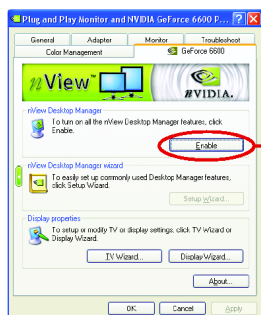 Plug and Play Monitor and NVIDIA GeForce 6600 P...
General Adapter Monitor Troubleshoot
Color Management GeForce 6600
nView™ NVIDIA.
nView Desktop Manager
To turn on all the nView Desktop Manager features, click
Enable.
Enable
nView Desktop Manager wizard
To easily set up commonly used Desktop Manager features,
click Setup Wizard.
Setup Wizard...
Display properties
To setup or modify TV or display settings, click TV Wizard or
Display Wizard.
TV Wizard... Display Wizard...
About...
OK Cancel Apply